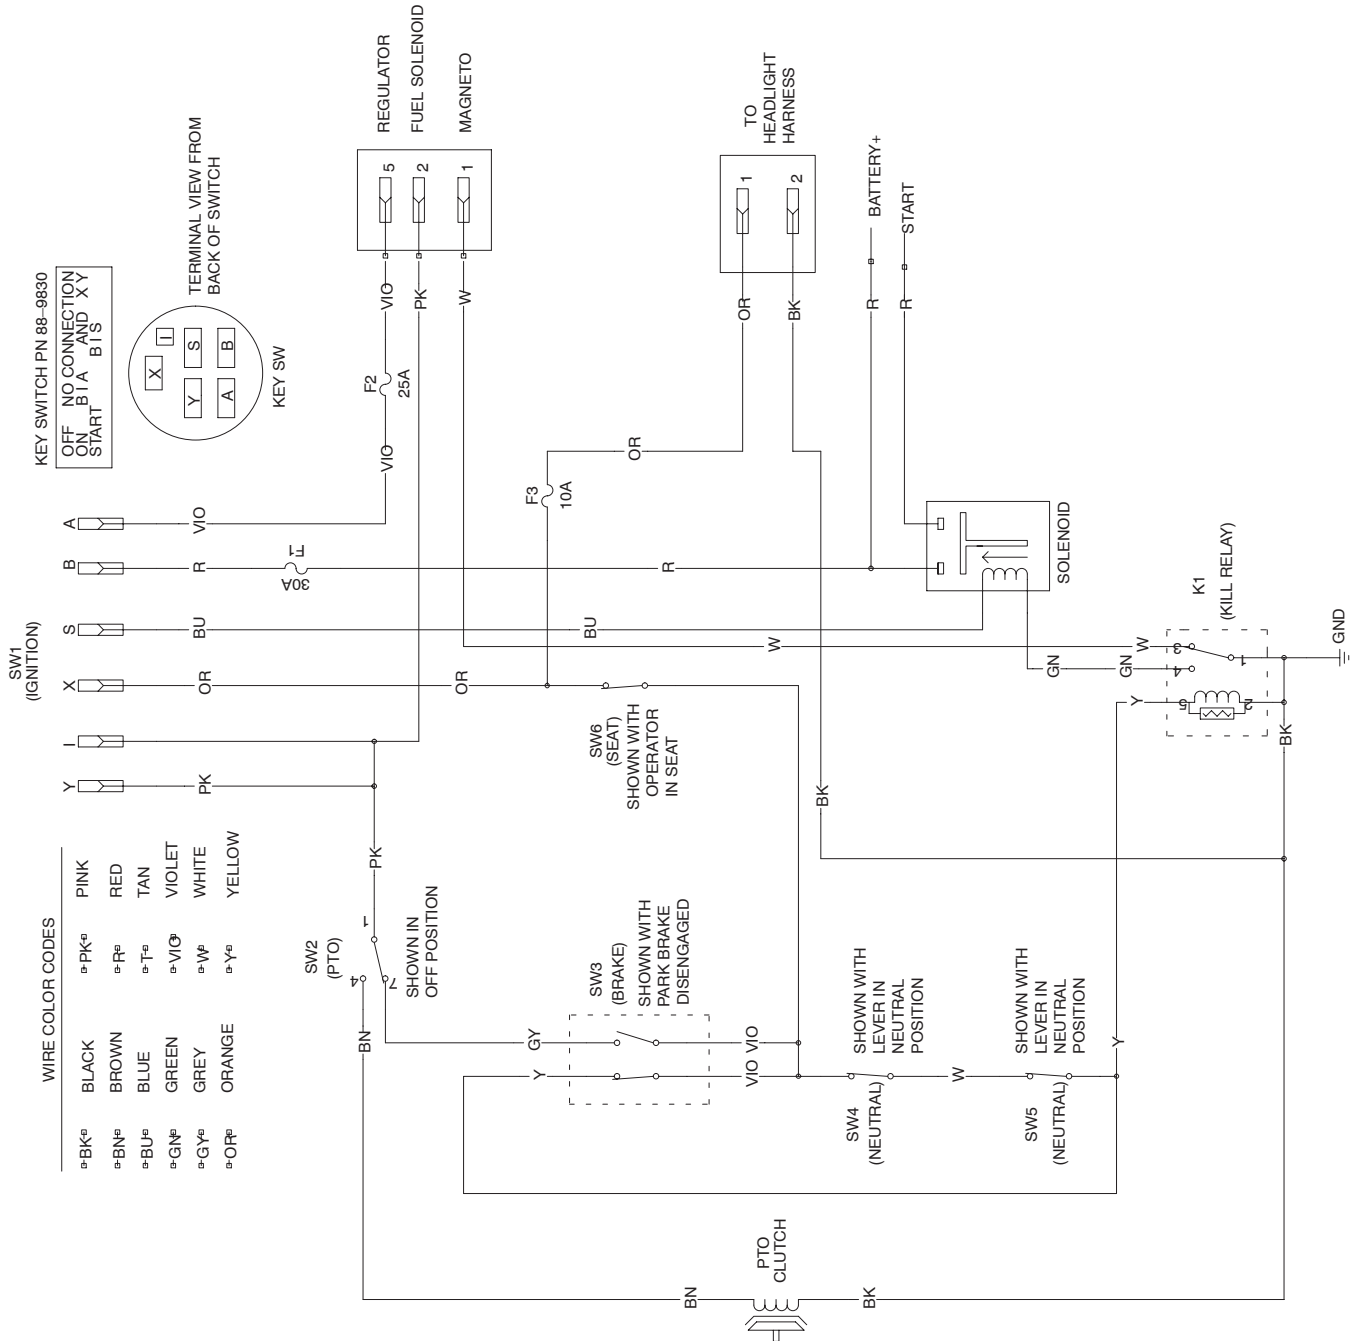 KEY SWITCH PN 88-9830
OFF NO CONNECTION
ON B I A AND X Y
START B I S
TERMINAL VIEW FROM
BACK OF SWITCH
X
I
Y
S
A
B
KEY SW
REGULATOR
FUEL SOLENOID
MAGNETO
5
2
1
VIO
PK
W
F2
25A
VIO
SW1
(IGNITION)
A
B
S
X
I
Y
VIO
R
BU
OR
PK
F1
30A
TO
HEADLIGHT
HARNESS
1
2
OR
BK
OR
F3
10A
BATTERY+
START
R
R
R
BU
W
OR
SOLENOID
GN
GN
W
K1
(KILL RELAY)
3
4
1
5
2
Y
BK
GND
SW6
(SEAT)
SHOWN WITH
OPERATOR
IN SEAT
BK
WIRE COLOR CODES
BK BLACK
PK PINK
BN BROWN
R RED
BU BLUE
T TAN
GN GREEN
VIO VIOLET
GY GREY
W WHITE
OR ORANGE
Y YELLOW
PK
SW2
(PTO)
1
4
7
SHOWN IN
OFF POSITION
BN
SW3
(BRAKE)
SHOWN WITH
PARK BRAKE
DISENGAGED
GY
Y
VIO
VIO
SHOWN WITH
LEVER IN
NEUTRAL
POSITION
SW4
(NEUTRAL)
W
SHOWN WITH
LEVER IN
NEUTRAL
POSITION
SW5
(NEUTRAL)
Y
BN
PTO
CLUTCH
BK